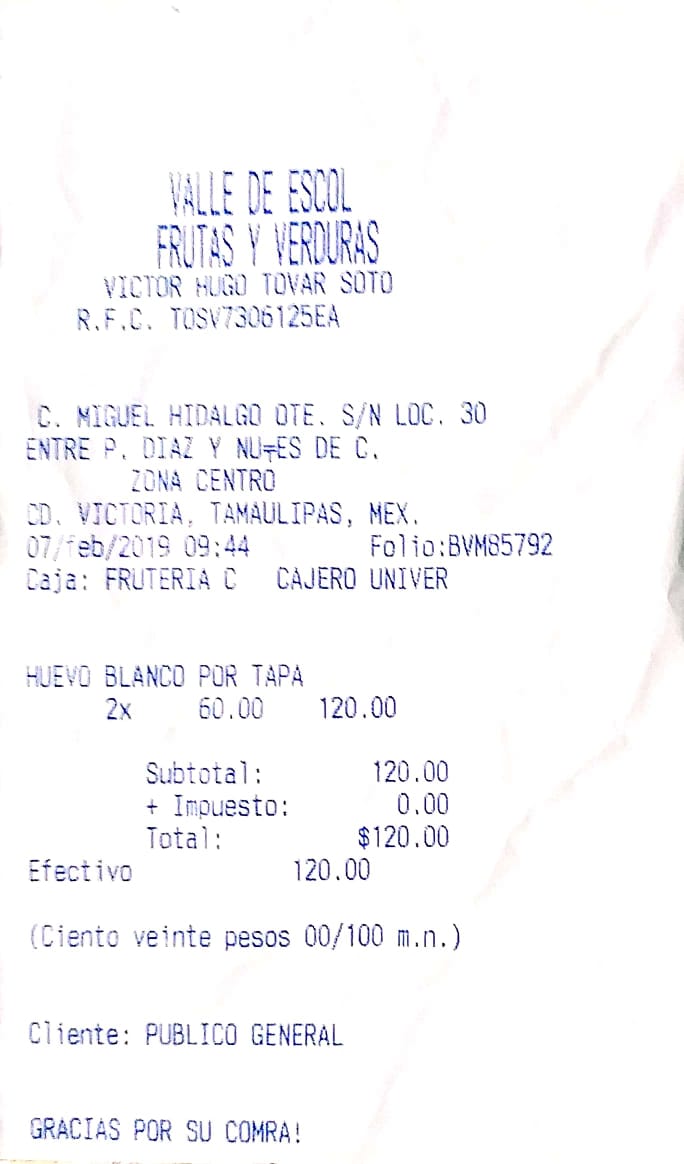 VALLE DE ESCOL
FRUTAS Y VERDURAS
VICTOR HUGO TOVAR SOTO
R.F.C. TOSV7306125EA
C. MIGUEL HIDALGO OTE. S/N LOC. 30
ENTRE P. DIAZ Y NU╤ES DE C.
ZONA CENTRO
CD. VICTORIA, TAMAULIPAS, MEX.
07/feb/2019 09:44 Folio:BVM85792
Caja: FRUTERIA C CAJERO UNIVER
HUEVO BLANCO POR TAPA
2x 60.00 120.00
Subtotal: 120.00
+ Impuesto: 0.00
Total: $120.00
Efectivo 120.00
(Ciento veinte pesos 00/100 m.n.)
Cliente: PUBLICO GENERAL
GRACIAS POR SU COMRA!